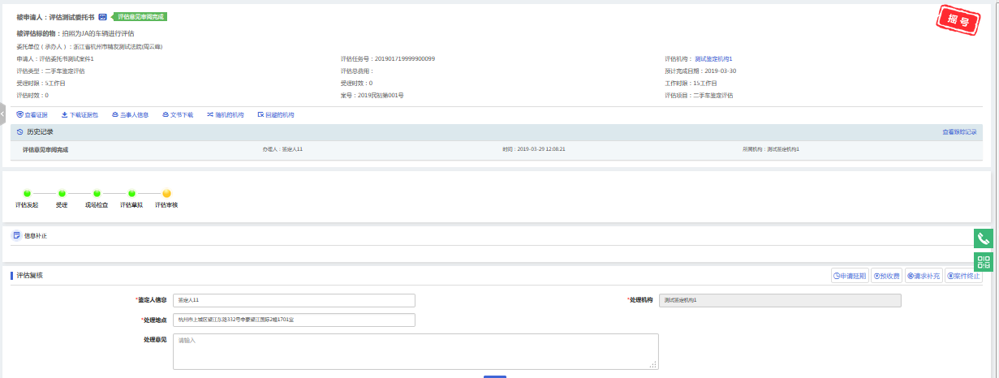 被申请人：评估测试委托书 评估意见审阅完成
摇号
被评估标的物：拍照为JA的车辆进行评估
委托单位（承办人）：浙江省杭州市精友测试法院(周云峰)
申请人：评估委托书测试案件1 评估任务号：201901719999900099 评估机构：测试鉴定机构1
评估类型：二手车鉴定评估 评估总费用： 预计完成日期：2019-03-30
受理时限：5工作日 受理时效：0 工作时限：15工作日
评估时效：0 案号：2019民初第001号 评估项目：二手车鉴定评估
查看证据 下载证据包 当事人信息 文书下载 随机的机构 回避的机构
历史记录 查看跟踪记录
评估意见审阅完成 办理人：鉴定人11 时间：2019-03-29 12:08:21 所属机构：测试鉴定机构1
评估发起 受理 现场检查 评估草拟 评估审核
信息补正
评估复核 申请延期 预收费 请求补充 案件终止
*鉴定人信息 鉴定人11 *处理机构 测试鉴定机构1
*处理地点 杭州市上城区望江东路332号中豪望江国际2幢1701室
处理意见 请输入